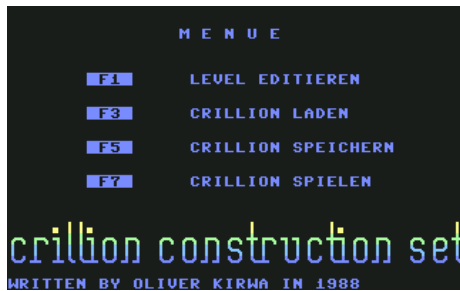 M E N U E
F1 LEVEL EDITIEREN
F3 CRILLION LADEN
F5 CRILLION SPEICHERN
F7 CRILLION SPIELEN
crillion construction set
WRITTEN BY OLIVER KIRWA IN 1988